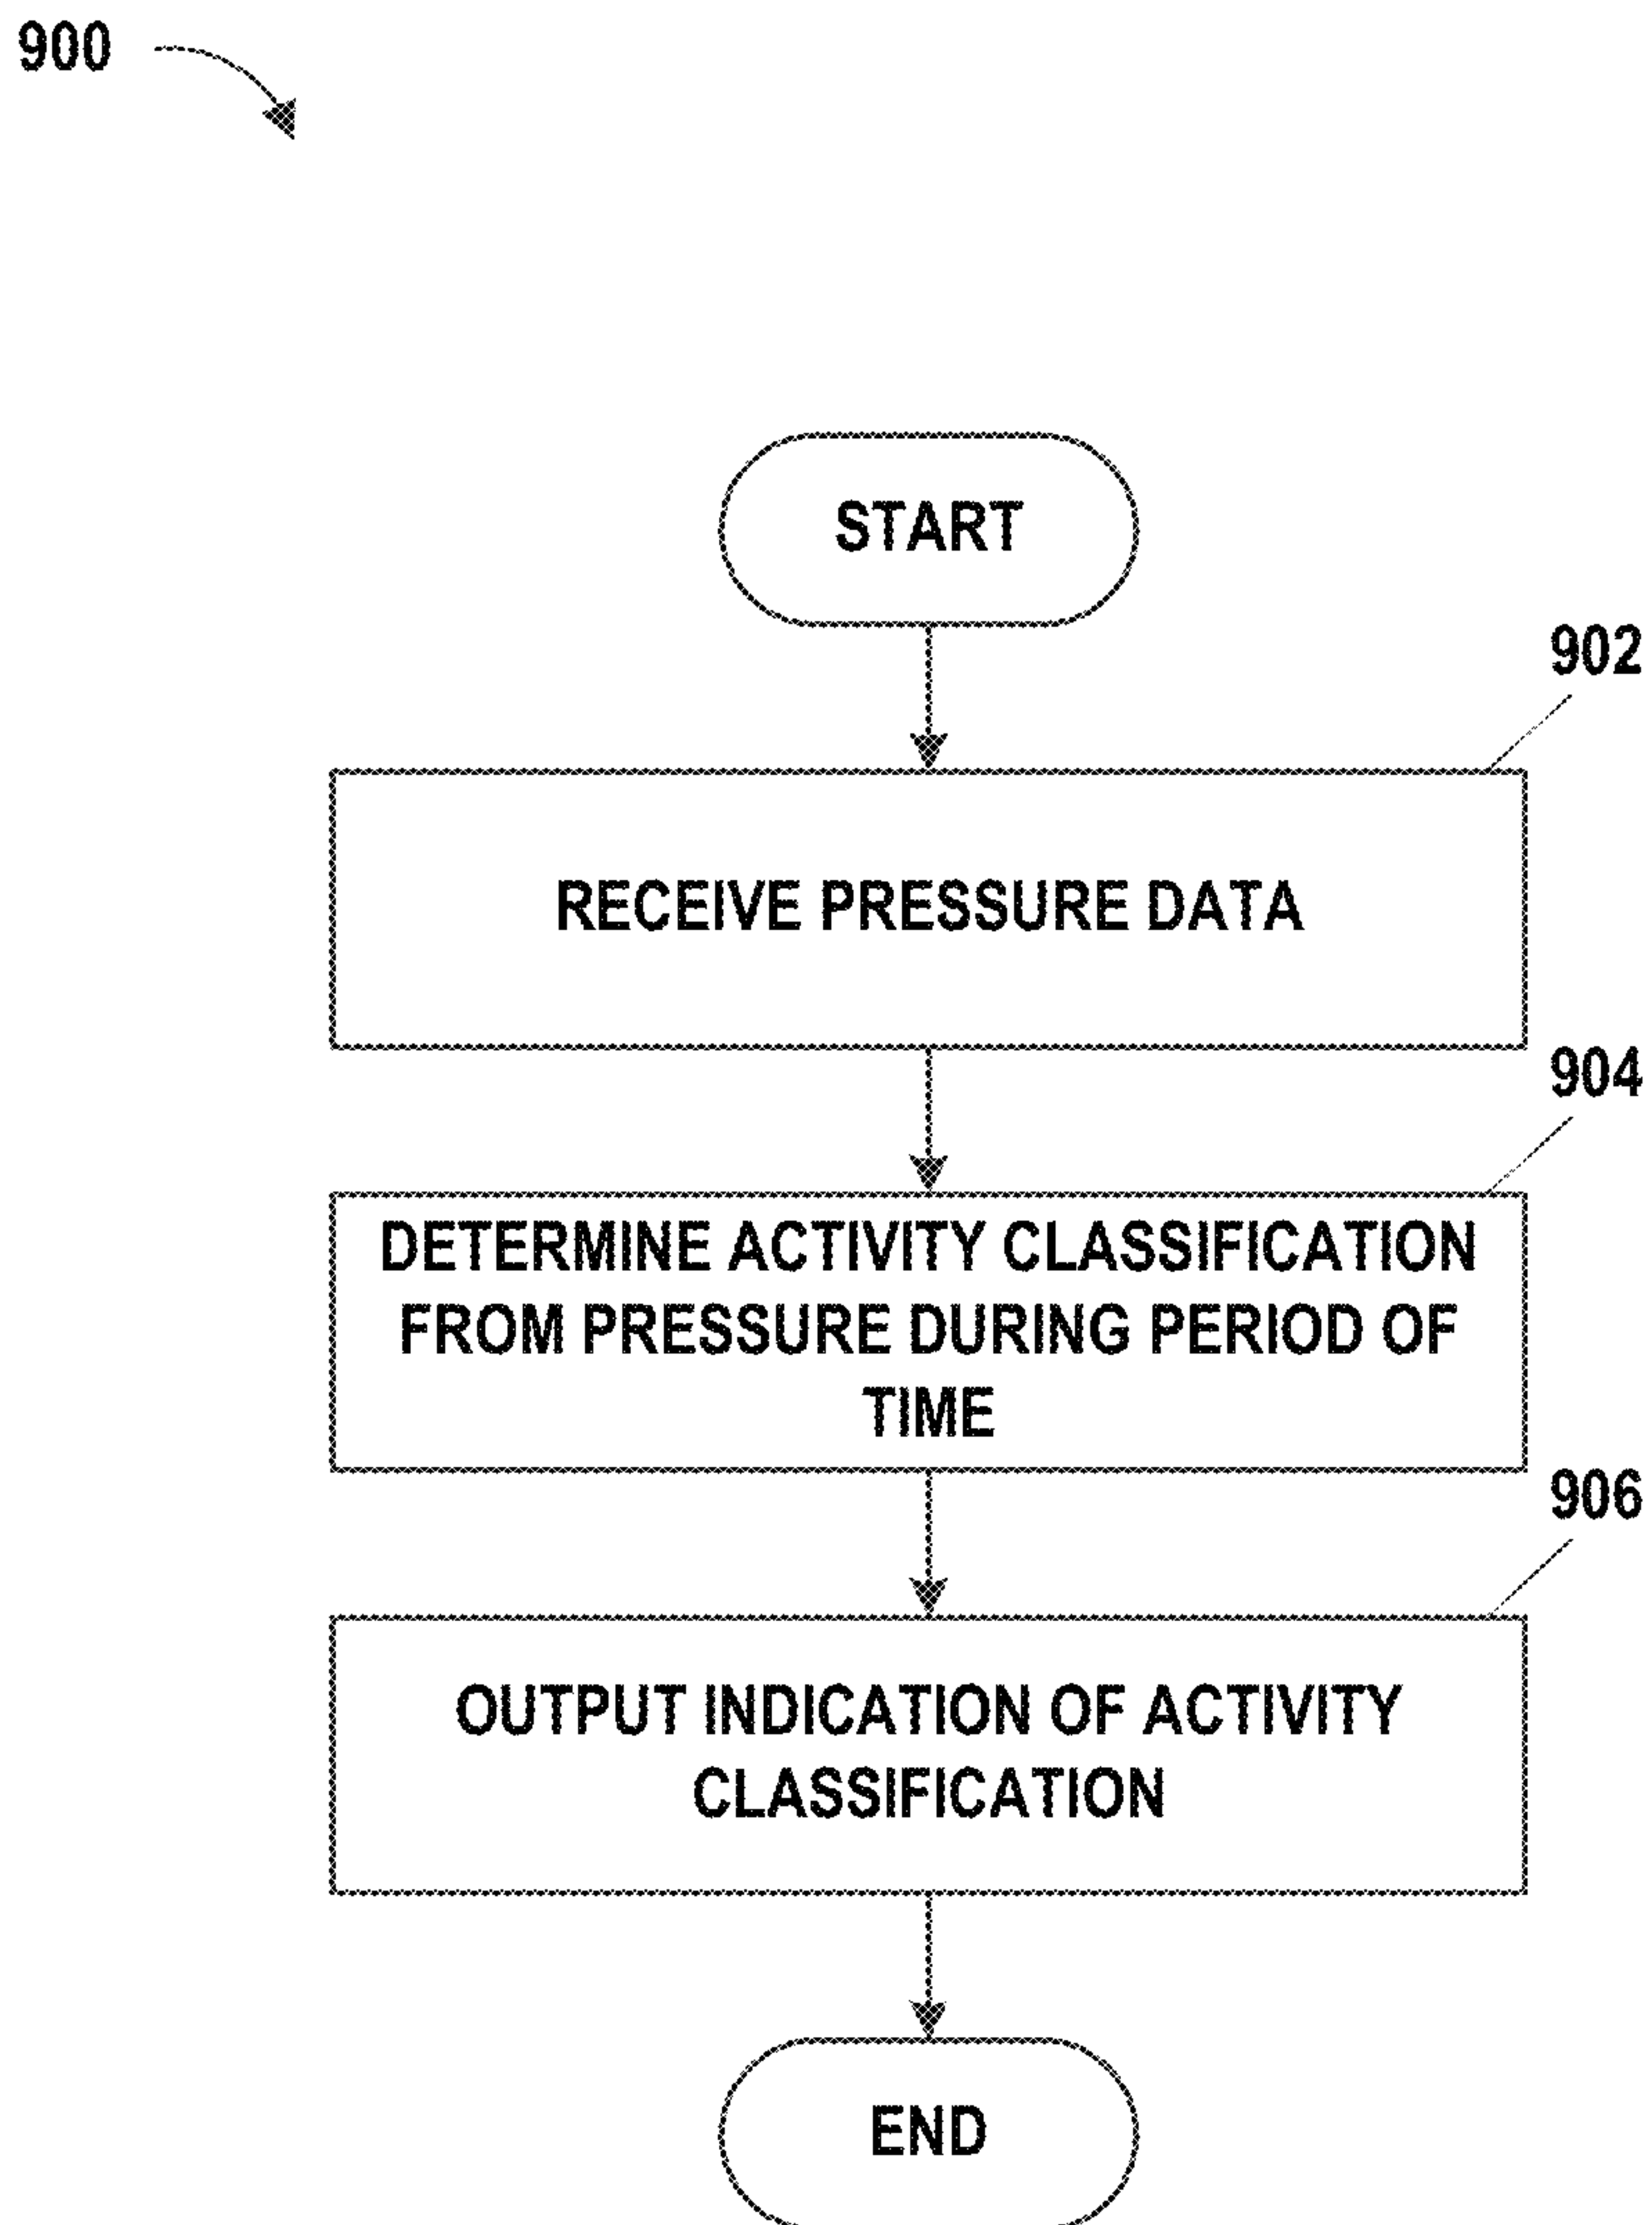 900
START
902
RECEIVE PRESSURE DATA
904
DETERMINE ACTIVITY CLASSIFICATION
FROM PRESSURE DURING PERIOD OF
TIME
906
OUTPUT INDICATION OF ACTIVITY
CLASSIFICATION
END